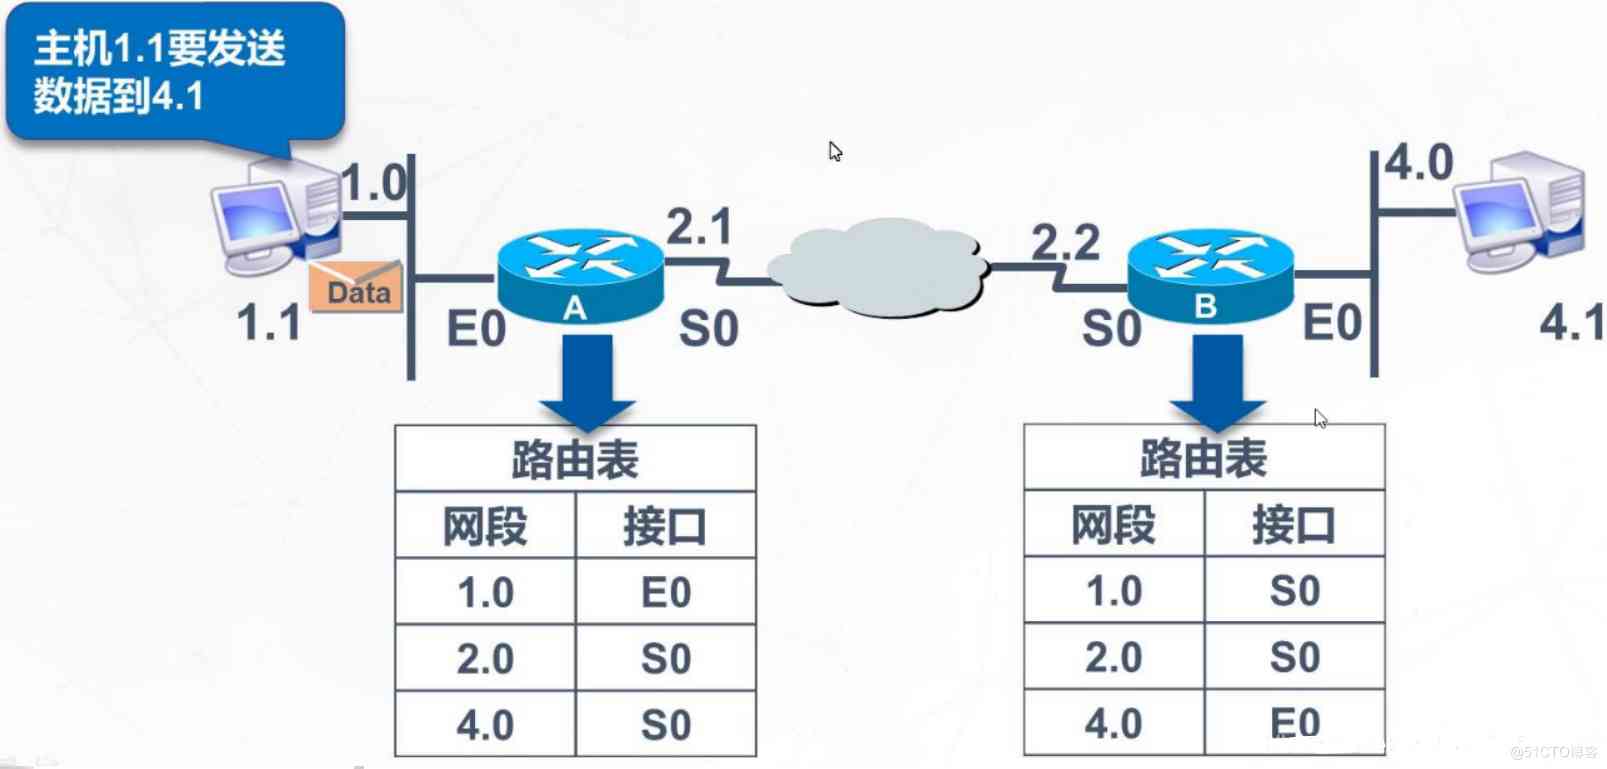 主机1.1要发送
数据到4.1
1.0
4.0
2.1
2.2
Data
A
B
1.1
E0
S0
S0
E0
4.1
路由表
网段 接口
1.0 E0
2.0 S0
4.0 S0
路由表
网段 接口
1.0 S0
2.0 S0
4.0 E0
@51CTO博客